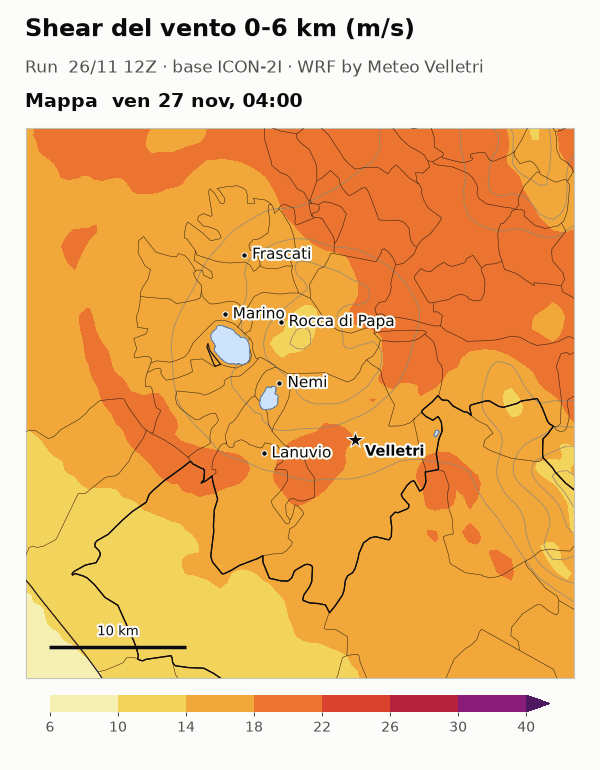 Shear del vento 0-6 km (m/s)
Run  26/11 12Z · base ICON-2I · WRF by Meteo Velletri
Mappa  ven 27 nov, 04:00
Frascati
Marino
Rocca di Papa
Nemi
Velletri
Lanuvio
10 km
6 10 14 18 22 26 30 40